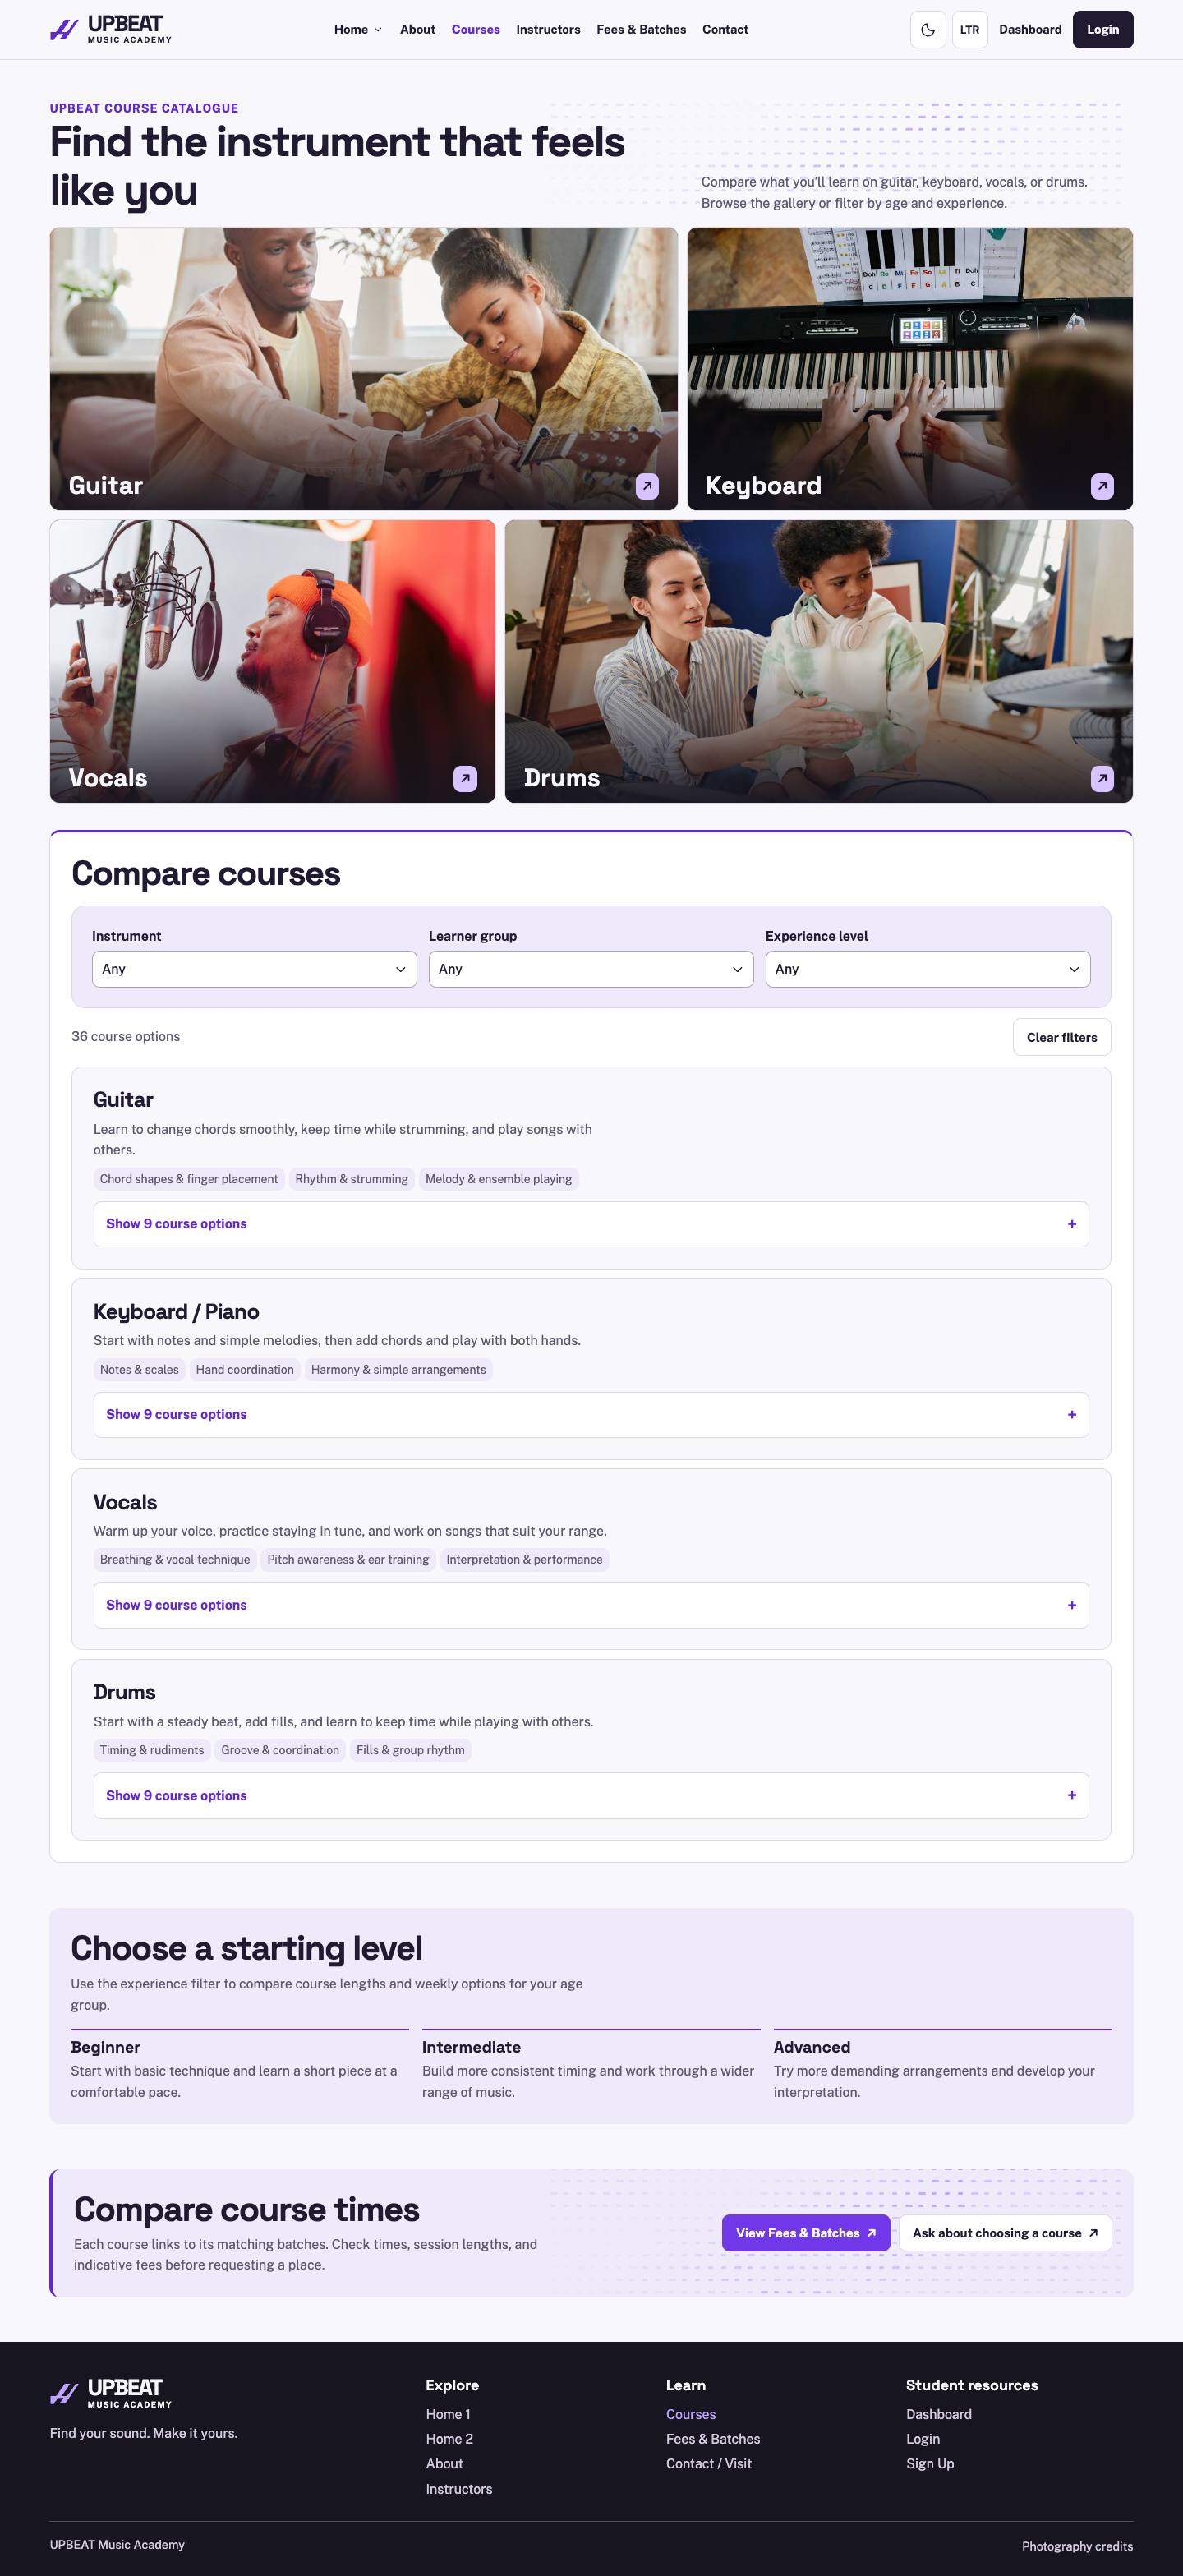 UPBEAT
MUSIC ACADEMY
Home
About
Courses
Instructors
Fees & Batches
Contact
LTR
Dashboard
Login
UPBEAT COURSE CATALOGUE
Find the instrument that feels
like you
Compare what you'll learn on guitar, keyboard, vocals, or drums.
Browse the gallery or filter by age and experience.
Doh Re Mi Fa So La Ti Doh
C D E F G A B C
Guitar
Keyboard
Vocals
Drums
Compare courses
Instrument
Learner group
Experience level
Any
Any
Any
36 course options
Clear filters
Guitar
Learn to change chords smoothly, keep time while strumming, and play songs with
others.
Chord shapes & finger placement
Rhythm & strumming
Melody & ensemble playing
Show 9 course options
+
Keyboard / Piano
Start with notes and simple melodies, then add chords and play with both hands.
Notes & scales
Hand coordination
Harmony & simple arrangements
Show 9 course options
+
Vocals
Warm up your voice, practice staying in tune, and work on songs that suit your range.
Breathing & vocal technique
Pitch awareness & ear training
Interpretation & performance
Show 9 course options
+
Drums
Start with a steady beat, add fills, and learn to keep time while playing with others.
Timing & rudiments
Groove & coordination
Fills & group rhythm
Show 9 course options
+
Choose a starting level
Use the experience filter to compare course lengths and weekly options for your age
group.
Beginner
Start with basic technique and learn a short piece at a
comfortable pace.
Intermediate
Build more consistent timing and work through a wider
range of music.
Advanced
Try more demanding arrangements and develop your
interpretation.
Compare course times
Each course links to its matching batches. Check times, session lengths, and
indicative fees before requesting a place.
View Fees & Batches
Ask about choosing a course
UPBEAT
MUSIC ACADEMY
Find your sound. Make it yours.
Explore
Home 1
Home 2
About
Instructors
Learn
Courses
Fees & Batches
Contact / Visit
Student resources
Dashboard
Login
Sign Up
UPBEAT Music Academy
Photography credits